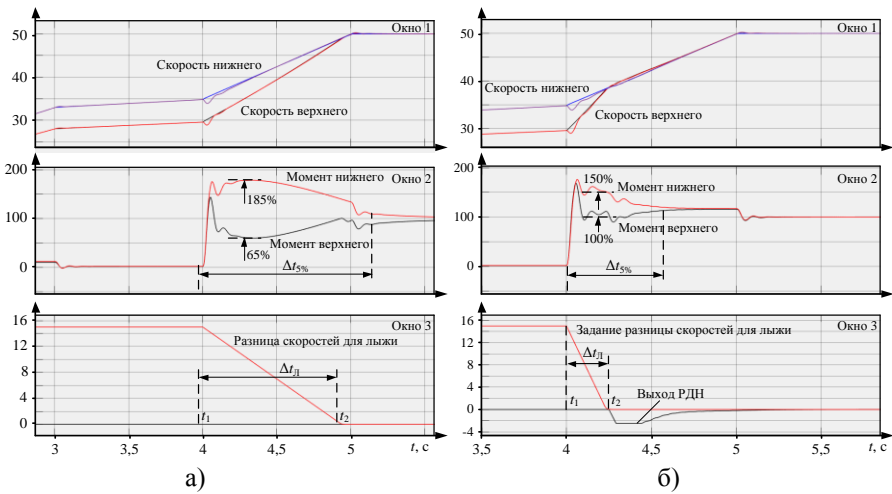 Окно 1
50
40
30
Скорость нижнего
Скорость верхнего
Окно 2
200
100
0
Момент нижнего
185%
Момент верхнего
65%
Δt5%
Окно 3
16
12
8
4
0
Разница скоростей для лыжи
ΔtЛ
t1
t2
3
3,5
4
4,5
5
t, с
а)
Окно 1
50
40
30
Скорость нижнего
Скорость верхнего
Окно 2
200
150
100
50
0
150%
Момент нижнего
Момент верхнего
100%
Δt5%
Окно 3
16
12
8
4
0
-4
Задание разницы скоростей для лыжи
ΔtЛ
t1
t2
Выход РДН
3,5
4
4,5
5
5,5
t, с
б)